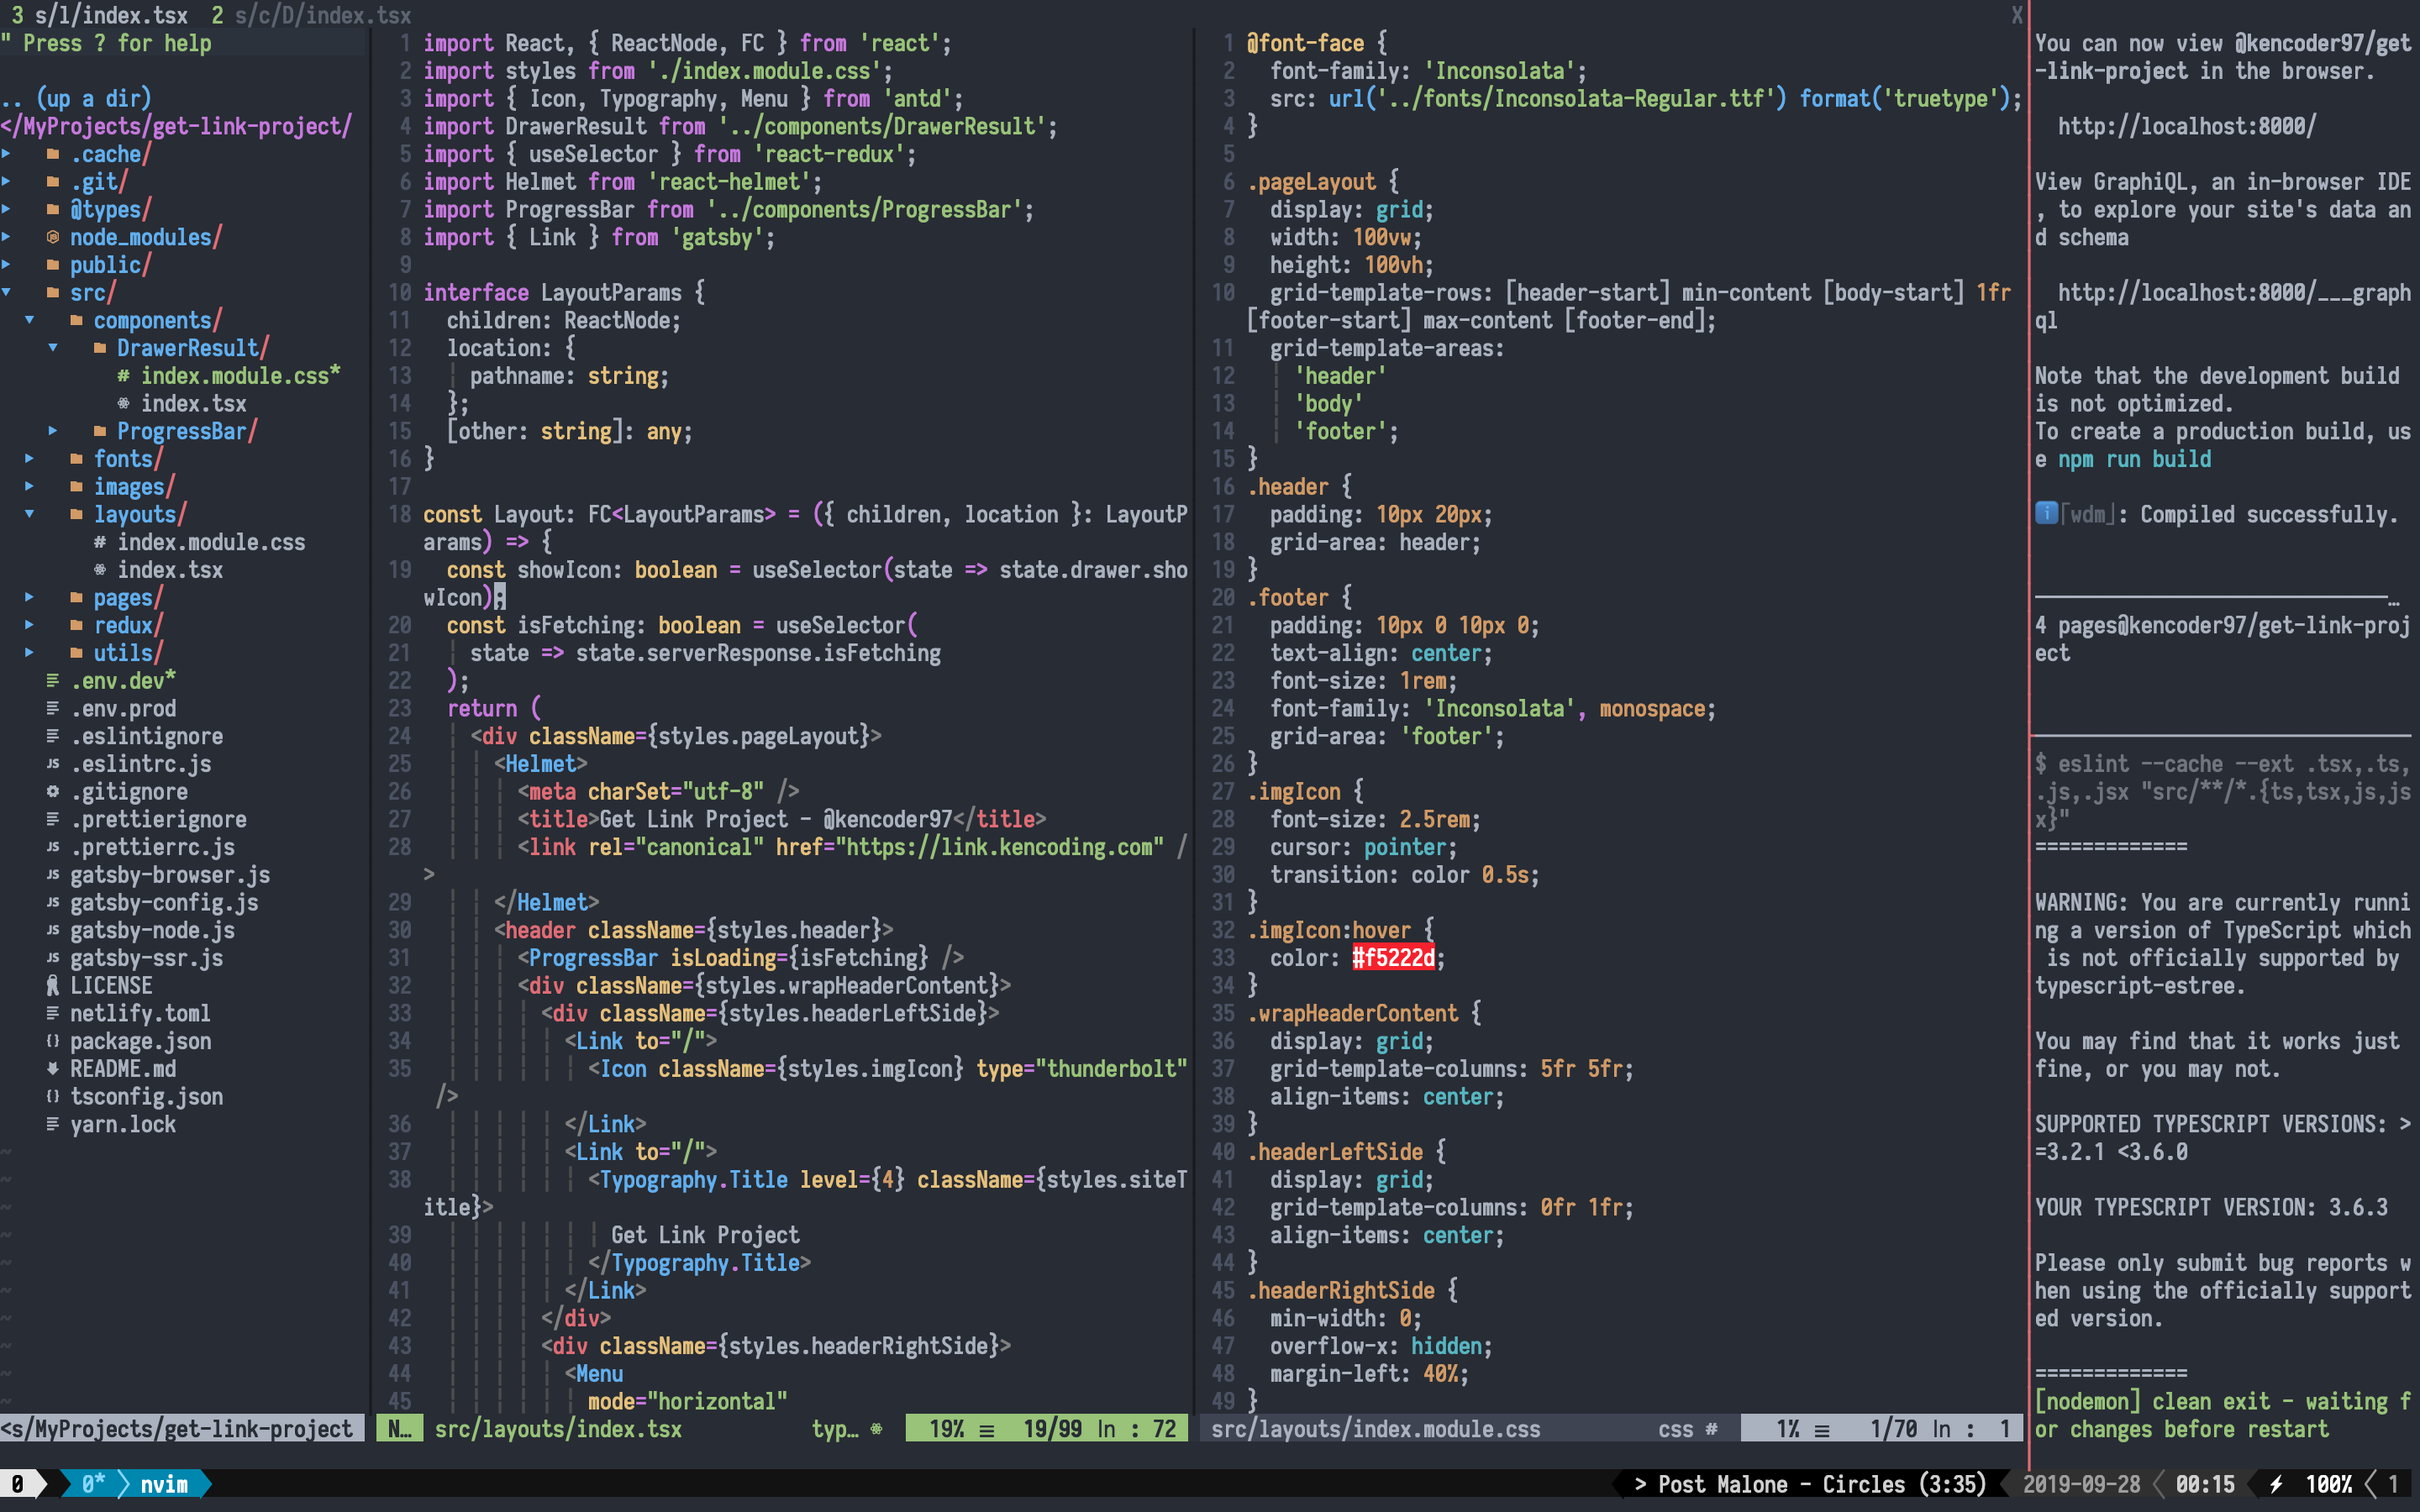 3 s/l/index.tsx  2 s/c/D/index.tsx X
" Press ? for help
.. (up a dir)
</MyProjects/get-link-project/
▸ .cache/
▸ .git/
▸ @types/
▸ node_modules/
▸ public/
▾ src/
▾ components/
▾ DrawerResult/
# index.module.css*
index.tsx
▸ ProgressBar/
▸ fonts/
▸ images/
▾ layouts/
# index.module.css
index.tsx
▸ pages/
▸ redux/
▸ utils/
.env.dev*
.env.prod
.eslintignore
JS .eslintrc.js
.gitignore
.prettierignore
JS .prettierrc.js
JS gatsby-browser.js
JS gatsby-config.js
JS gatsby-node.js
JS gatsby-ssr.js
LICENSE
netlify.toml
{} package.json
README.md
{} tsconfig.json
yarn.lock
~
~
~
~
~
~
~
~
~
~
<s/MyProjects/get-link-project
1 import React, { ReactNode, FC } from 'react';
2 import styles from './index.module.css';
3 import { Icon, Typography, Menu } from 'antd';
4 import DrawerResult from '../components/DrawerResult';
5 import { useSelector } from 'react-redux';
6 import Helmet from 'react-helmet';
7 import ProgressBar from '../components/ProgressBar';
8 import { Link } from 'gatsby';
9
10 interface LayoutParams {
11   children: ReactNode;
12   location: {
13     pathname: string;
14   };
15   [other: string]: any;
16 }
17
18 const Layout: FC<LayoutParams> = ({ children, location }: LayoutP
arams) => {
19   const showIcon: boolean = useSelector(state => state.drawer.sho
wIcon);
20   const isFetching: boolean = useSelector(
21     state => state.serverResponse.isFetching
22   );
23   return (
24     <div className={styles.pageLayout}>
25       <Helmet>
26         <meta charSet="utf-8" />
27         <title>Get Link Project - @kencoder97</title>
28         <link rel="canonical" href="https://link.kencoding.com" /
>
29       </Helmet>
30       <header className={styles.header}>
31         <ProgressBar isLoading={isFetching} />
32         <div className={styles.wrapHeaderContent}>
33           <div className={styles.headerLeftSide}>
34             <Link to="/">
35               <Icon className={styles.imgIcon} type="thunderbolt"
/>
36             </Link>
37             <Link to="/">
38               <Typography.Title level={4} className={styles.siteT
itle}>
39                 Get Link Project
40               </Typography.Title>
41             </Link>
42           </div>
43           <div className={styles.headerRightSide}>
44             <Menu
45               mode="horizontal"
N… src/layouts/index.tsx typ… 19% ≡ 19/99 ln : 72
1 @font-face {
2   font-family: 'Inconsolata';
3   src: url('../fonts/Inconsolata-Regular.ttf') format('truetype');
4 }
5
6 .pageLayout {
7   display: grid;
8   width: 100vw;
9   height: 100vh;
10   grid-template-rows: [header-start] min-content [body-start] 1fr
[footer-start] max-content [footer-end];
11   grid-template-areas:
12     'header'
13     'body'
14     'footer';
15 }
16 .header {
17   padding: 10px 20px;
18   grid-area: header;
19 }
20 .footer {
21   padding: 10px 0 10px 0;
22   text-align: center;
23   font-size: 1rem;
24   font-family: 'Inconsolata', monospace;
25   grid-area: 'footer';
26 }
27 .imgIcon {
28   font-size: 2.5rem;
29   cursor: pointer;
30   transition: color 0.5s;
31 }
32 .imgIcon:hover {
33   color: #f5222d;
34 }
35 .wrapHeaderContent {
36   display: grid;
37   grid-template-columns: 5fr 5fr;
38   align-items: center;
39 }
40 .headerLeftSide {
41   display: grid;
42   grid-template-columns: 0fr 1fr;
43   align-items: center;
44 }
45 .headerRightSide {
46   min-width: 0;
47   overflow-x: hidden;
48   margin-left: 40%;
49 }
src/layouts/index.module.css css # 1% ≡ 1/70 ln : 1
You can now view @kencoder97/get
-link-project in the browser.
http://localhost:8000/
View GraphiQL, an in-browser IDE
, to explore your site's data an
d schema
http://localhost:8000/___graph
ql
Note that the development build
is not optimized.
To create a production build, us
e npm run build
i ｢wdm｣: Compiled successfully.
…
4 pages@kencoder97/get-link-proj
ect
$ eslint --cache --ext .tsx,.ts,
.js,.jsx "src/**/*.{ts,tsx,js,js
x}"
=============
WARNING: You are currently runni
ng a version of TypeScript which
is not officially supported by
typescript-estree.
You may find that it works just
fine, or you may not.
SUPPORTED TYPESCRIPT VERSIONS: >
=3.2.1 <3.6.0
YOUR TYPESCRIPT VERSION: 3.6.3
Please only submit bug reports w
hen using the officially support
ed version.
=============
[nodemon] clean exit - waiting f
or changes before restart
0 0* nvim > Post Malone - Circles (3:35) 2019-09-28 00:15 ⚡ 100% 1